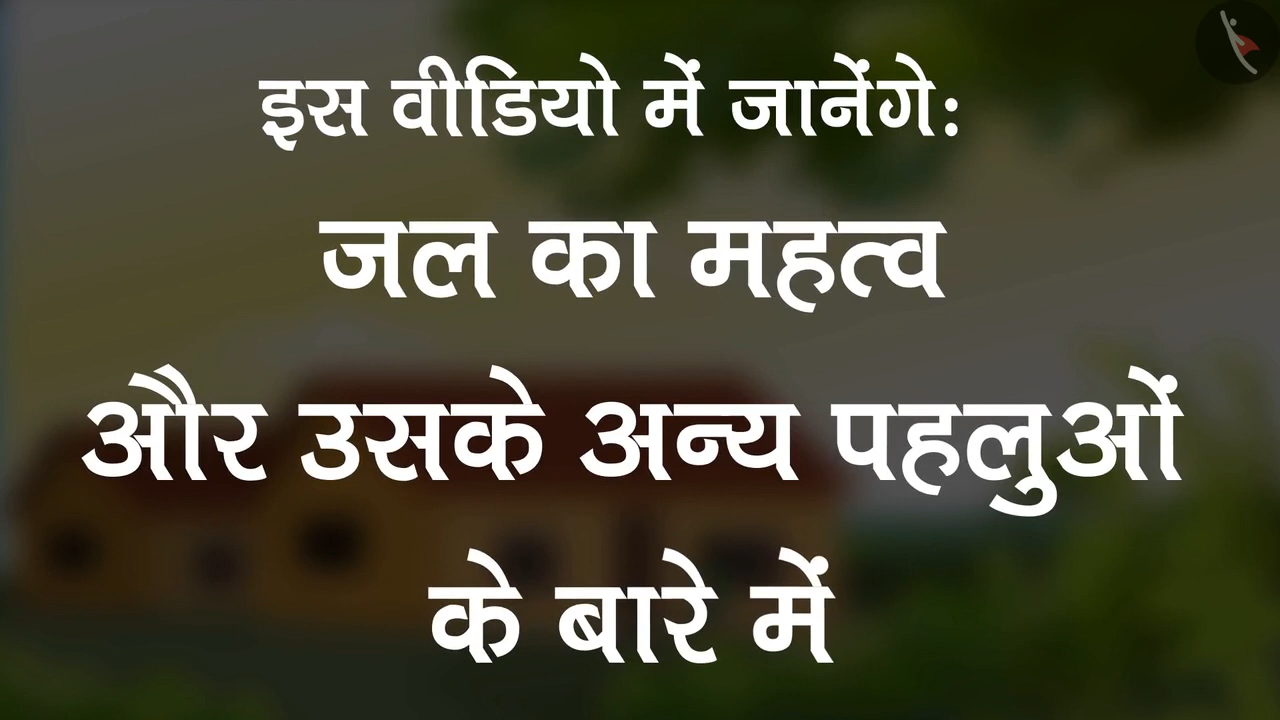 इस वीडियो में जानेंगे:
जल का महत्व
और उसके अन्य पहलुओं
के बारे में